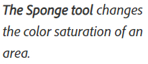 The Sponge tool changes
the color saturation of an
area.